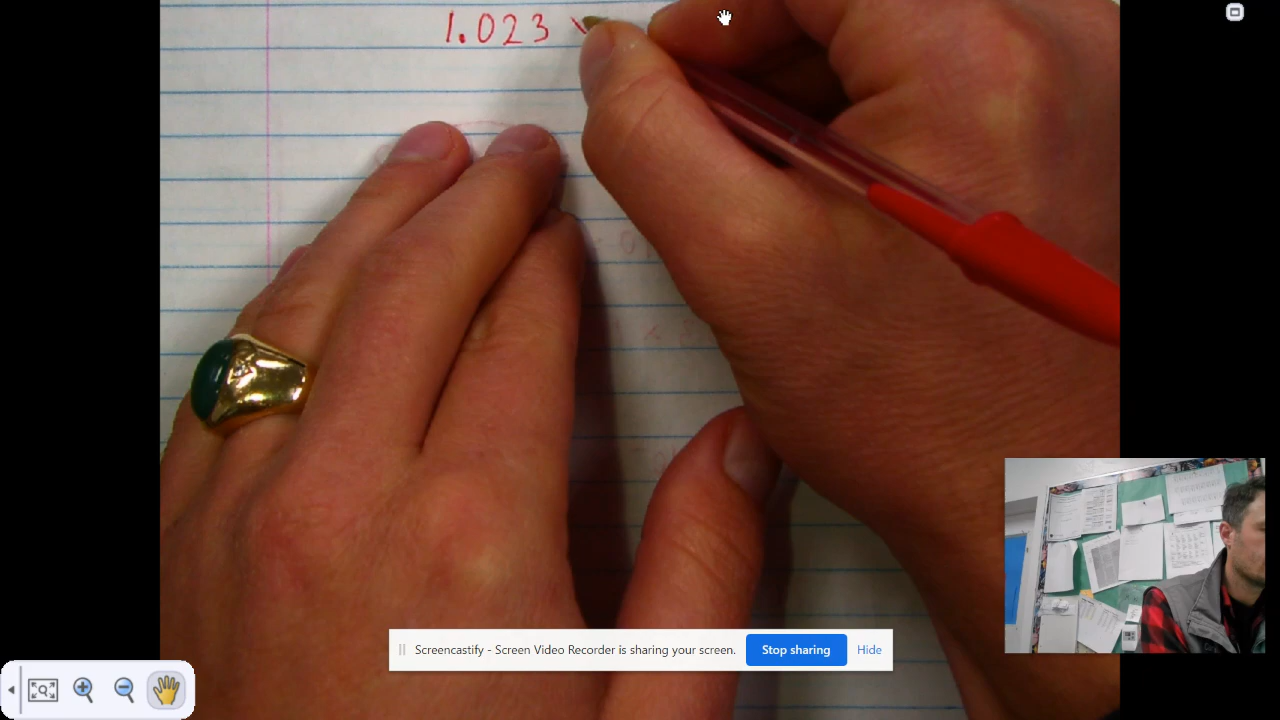 1.023 ×
Screencastify - Screen Video Recorder is sharing your screen.
Stop sharing
Hide